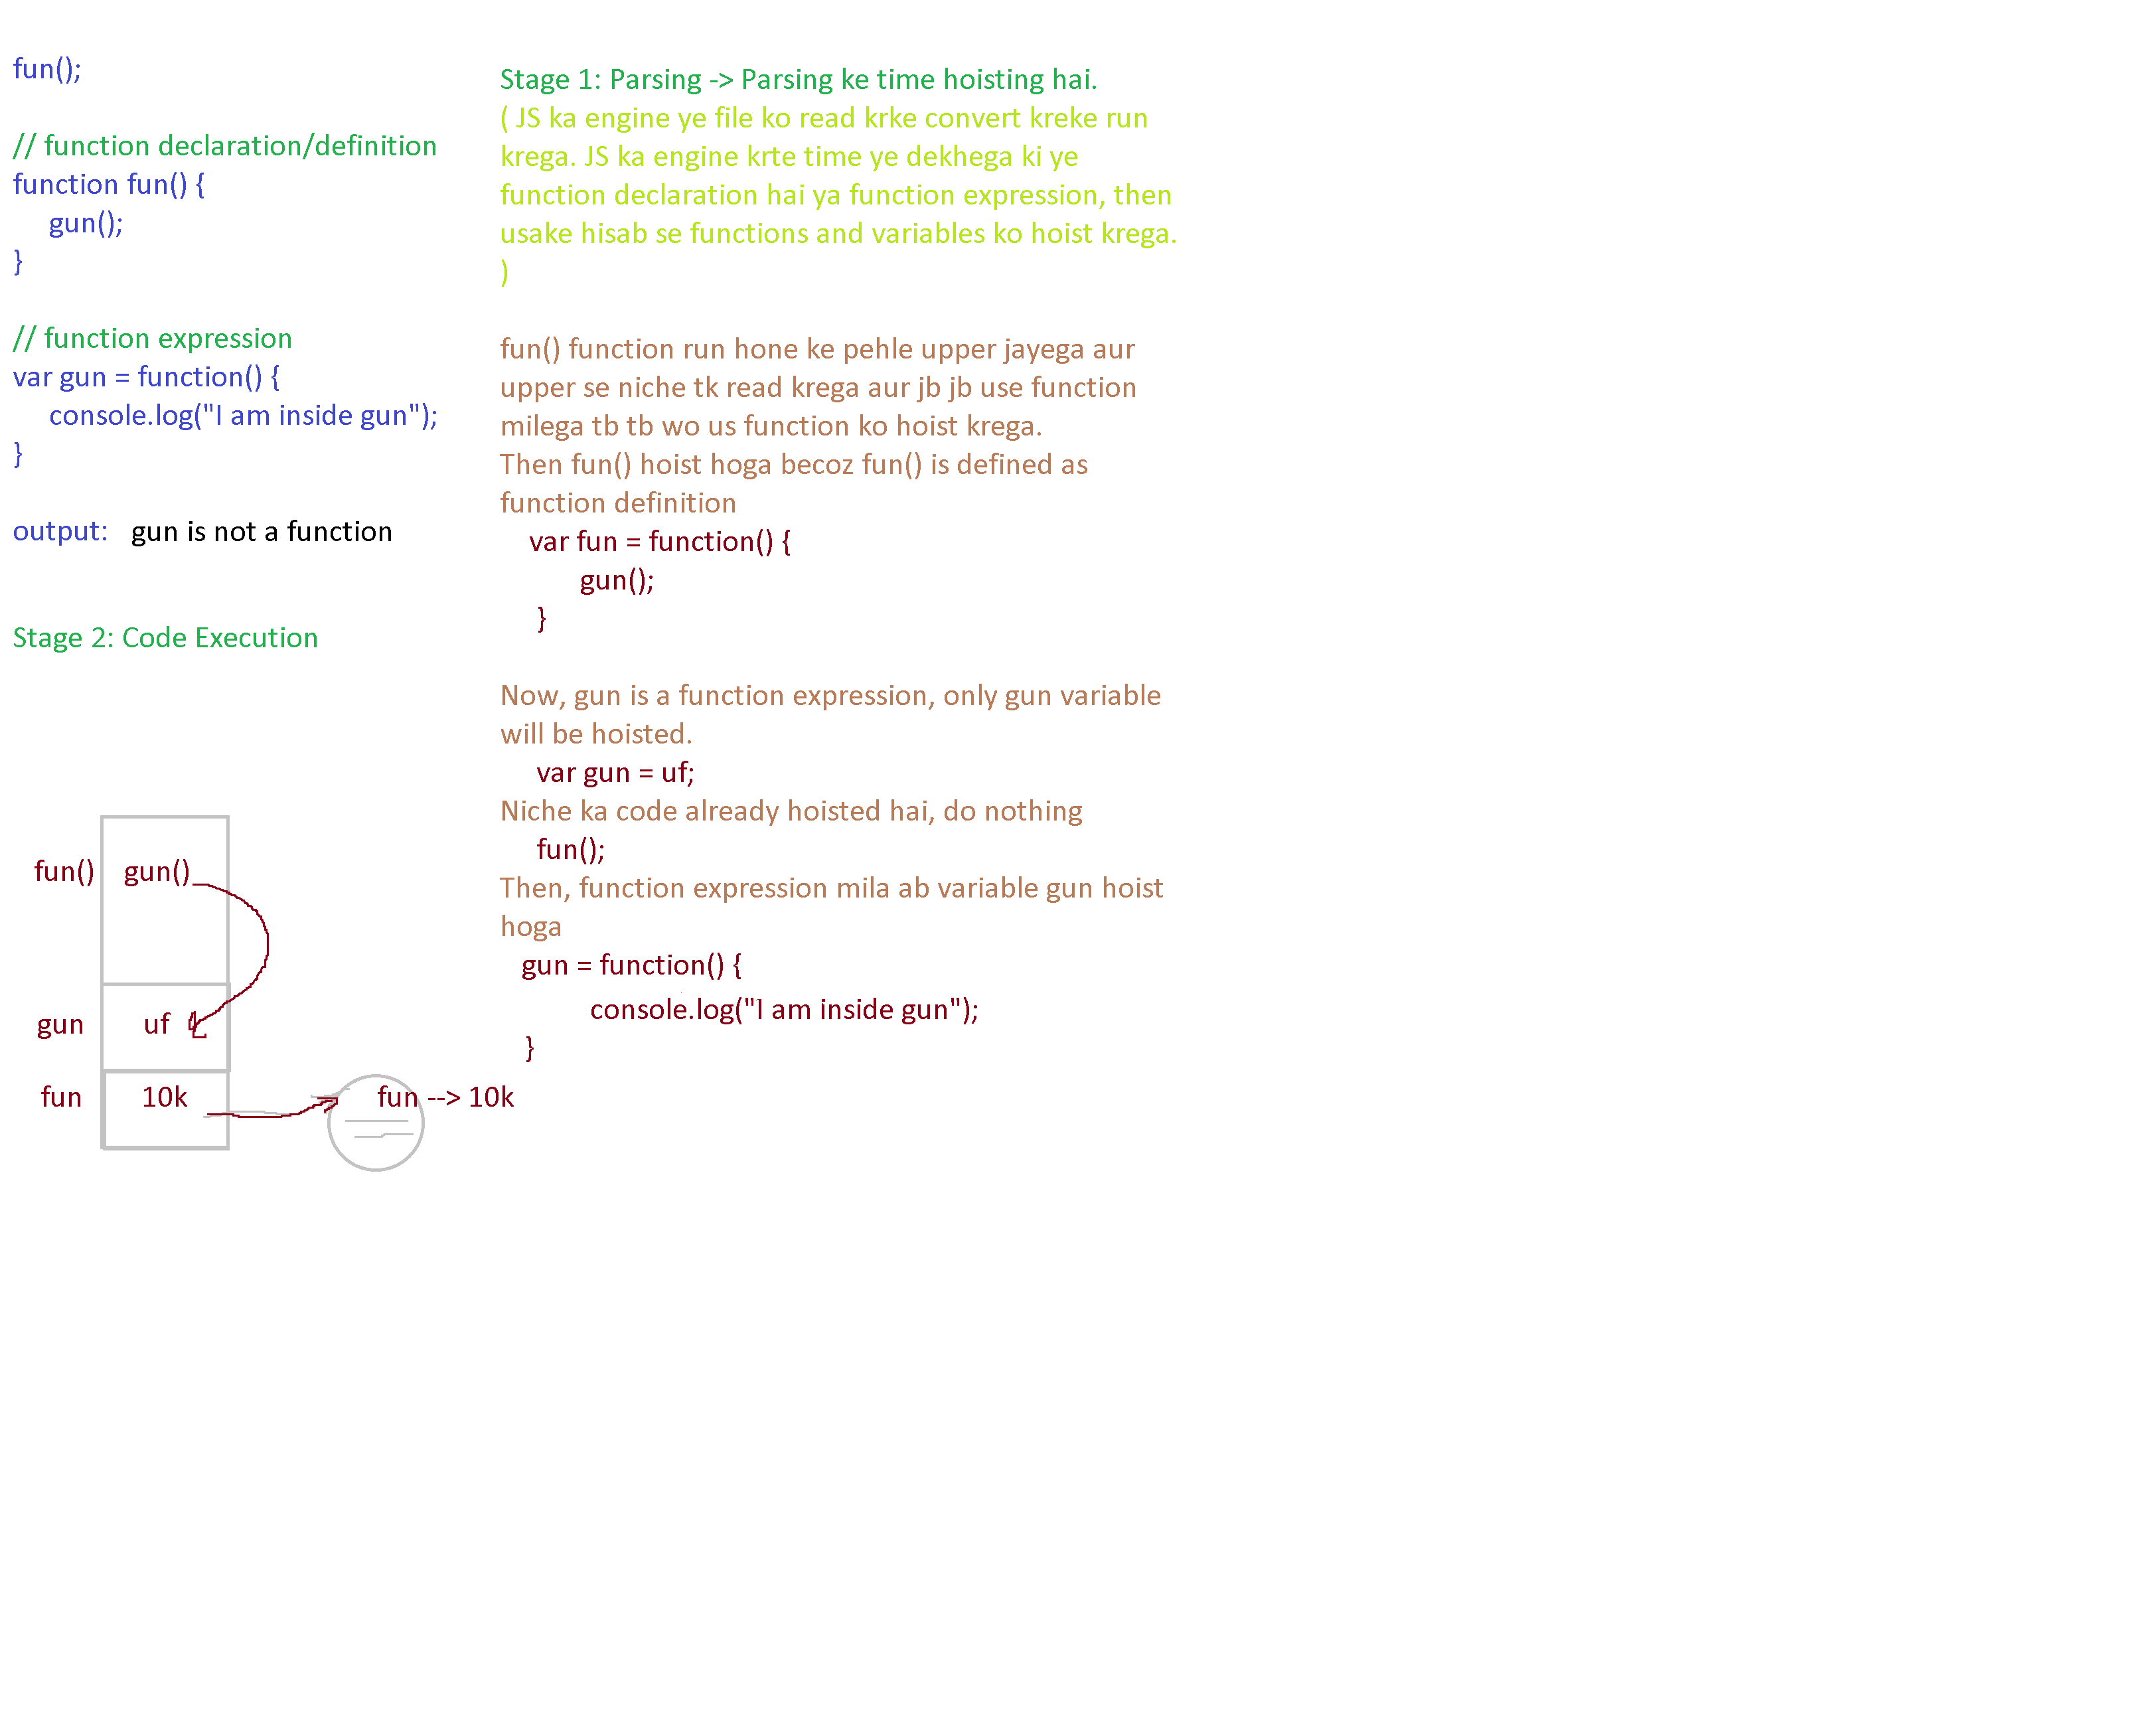 fun();
// function declaration/definition
function fun() {
gun();
}
// function expression
var gun = function() {
console.log("I am inside gun");
}
output: gun is not a function
Stage 2: Code Execution
fun() gun()
gun uf
fun 10k fun --> 10k
Stage 1: Parsing -> Parsing ke time hoisting hai.
( JS ka engine ye file ko read krke convert kreke run
krega. JS ka engine krte time ye dekhega ki ye
function declaration hai ya function expression, then
usake hisab se functions and variables ko hoist krega.
)
fun() function run hone ke pehle upper jayega aur
upper se niche tk read krega aur jb jb use function
milega tb tb wo us function ko hoist krega.
Then fun() hoist hoga becoz fun() is defined as
function definition
var fun = function() {
gun();
}
Now, gun is a function expression, only gun variable
will be hoisted.
var gun = uf;
Niche ka code already hoisted hai, do nothing
fun();
Then, function expression mila ab variable gun hoist
hoga
gun = function() {
console.log("I am inside gun");
}